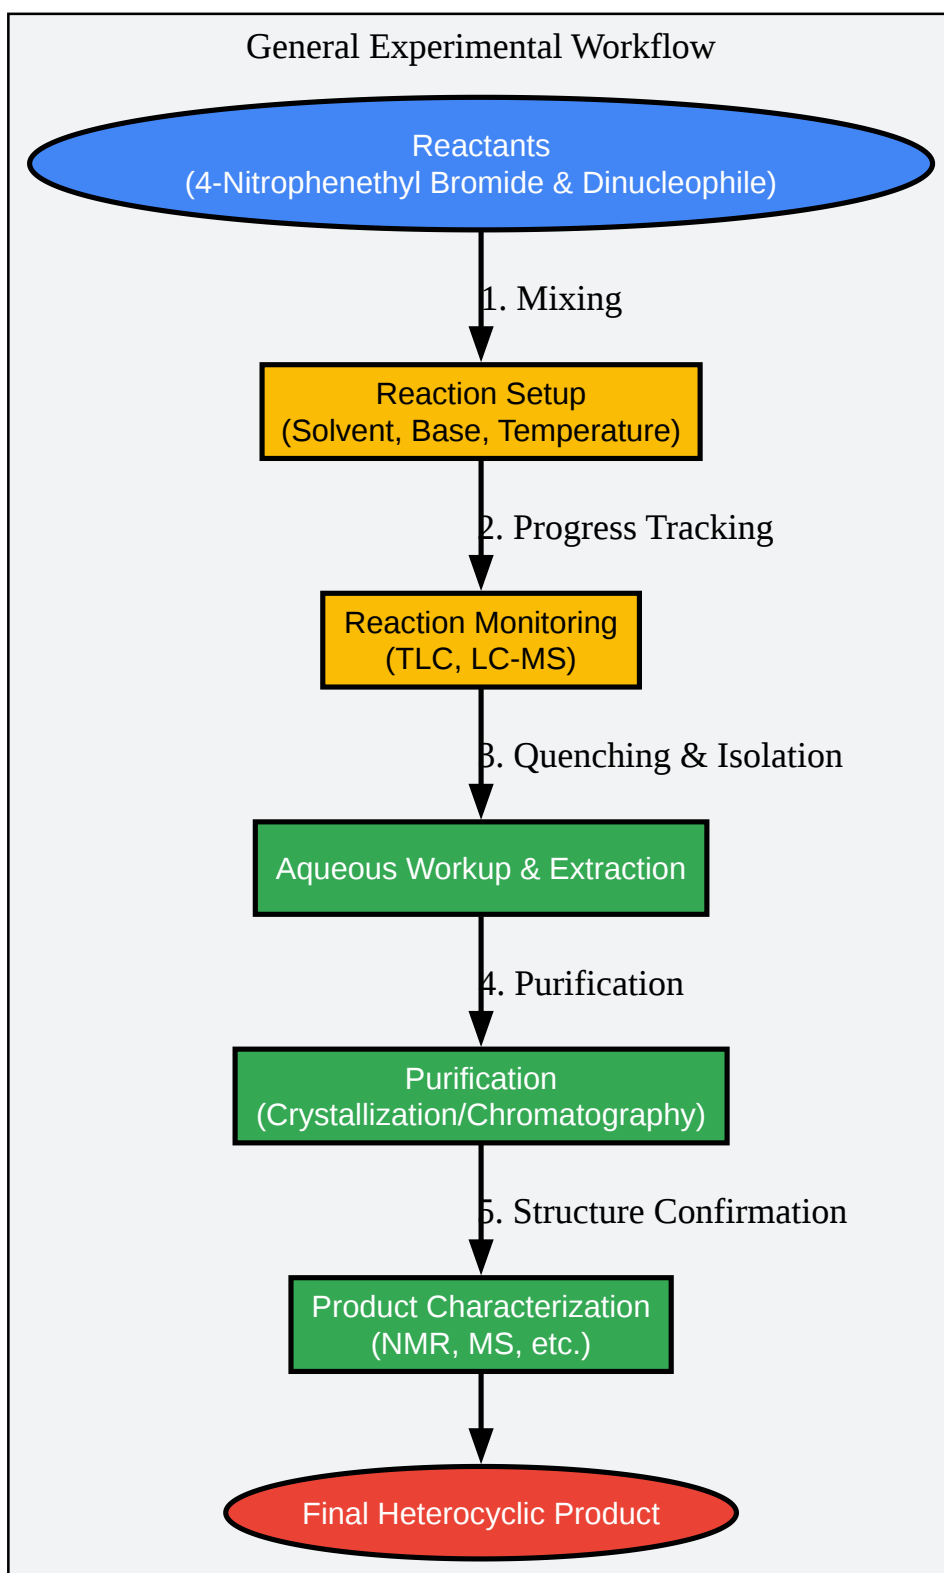 General Experimental Workflow
Reactants
(4-Nitrophenethyl Bromide & Dinucleophile)
1. Mixing
Reaction Setup
(Solvent, Base, Temperature)
2. Progress Tracking
Reaction Monitoring
(TLC, LC-MS)
3. Quenching & Isolation
Aqueous Workup & Extraction
4. Purification
Purification
(Crystallization/Chromatography)
5. Structure Confirmation
Product Characterization
(NMR, MS, etc.)
Final Heterocyclic Product